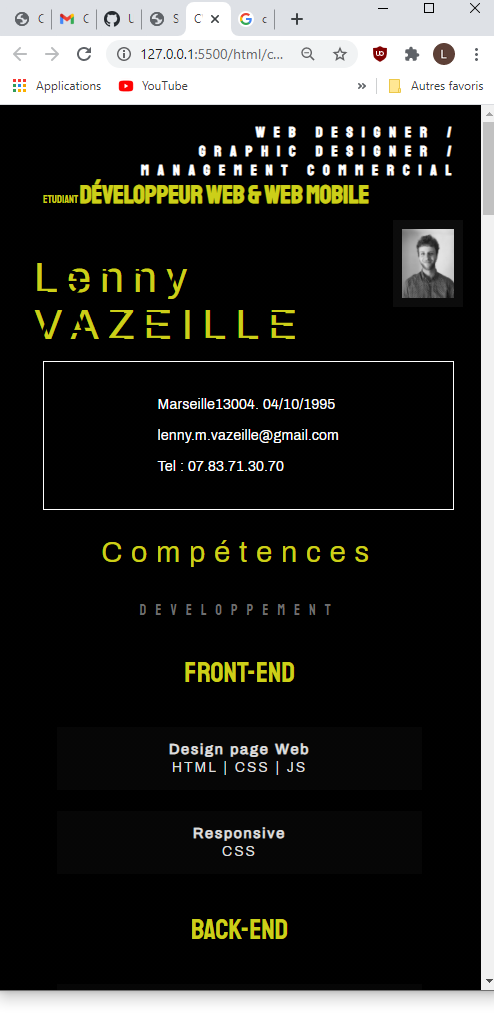 C
C
U
S
C
c
127.0.0.1:5500/html/c...
L
Applications
YouTube
»
Autres favoris
WEB DESIGNER /
GRAPHIC DESIGNER /
MANAGEMENT COMMERCIAL
ETUDIANT DÉVELOPPEUR WEB & WEB MOBILE
Lenny
VAZEILLE
Marseille13004. 04/10/1995
lenny.m.vazeille@gmail.com
Tel : 07.83.71.30.70
Compétences
DEVELOPPEMENT
FRONT-END
Design page Web
HTML | CSS | JS
Responsive
CSS
BACK-END